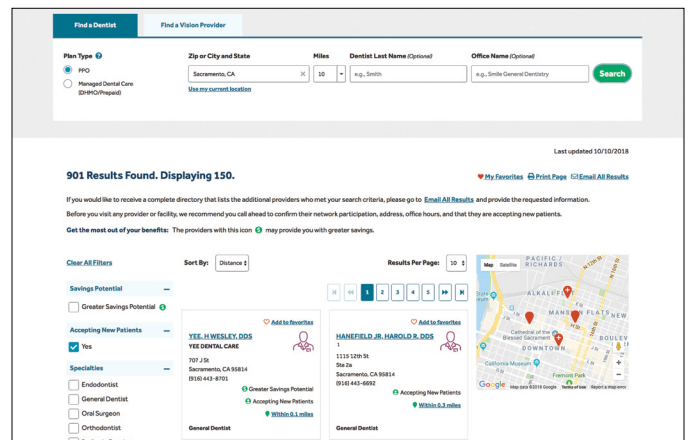 Find a Dentist
Find a Vision Provider
Plan Type
PPO
Managed Dental Care
(DHMO/Prepaid)
Zip or City and State
Sacramento, CA
Use my current location
Miles
10
Dentist Last Name (Optional)
e.g., Smith
Office Name (Optional)
e.g., Smile General Dentistry
Search
Last updated 10/10/2018
901 Results Found. Displaying 150.
My Favorites Print Page Email All Results
If you would like to receive a complete directory that lists the additional providers who met your search criteria, please go to Email All Results and provide the requested information.
Before you visit any provider or facility, we recommend you call ahead to confirm their network participation, address, office hours, and that they are accepting new patients.
Get the most out of your benefits: The providers with this icon $ may provide you with greater savings.
Clear All Filters
Savings Potential
Greater Savings Potential $
Accepting New Patients
Yes
Specialties
Endodontist
General Dentist
Oral Surgeon
Orthodontist
Sort By: Distance
Results Per Page: 10
1 2 3 4 5
Add to favorites
YEE, H WESLEY, DDS
YEE DENTAL CARE
707 J St
Sacramento, CA 95814
(916) 443-8701
$ Greater Savings Potential
Accepting New Patients
Within 0.1 miles
General Dentist
Add to favorites
HANEFIELD JR, HAROLD R. DDS
1
1115 12th St
Ste 2a
Sacramento, CA 95814
(916) 443-6692
Accepting New Patients
Within 0.3 miles
General Dentist
Map Satellite
PACIFIC /
RICHARDS
N 12th St
ALKALI FLAT
MANSION FLATS
NEW
Cathedral of the
Blessed Sacrament
BOULEV
DOWNTOWN
California Museum
Fremont Park
Google
Map data ©2018 Google Terms of Use Report a map error